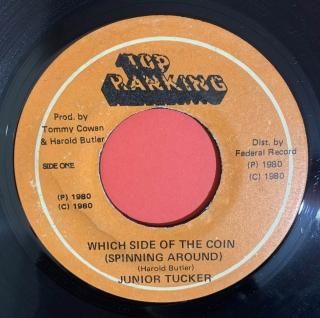 TOP
RANKING
Prod. by
Tommy Cowan
& Harold Butler
SIDE ONE
(P) 1980
(C) 1980
Dist. by
Federal Record
(P) 1980
(C) 1980
WHICH SIDE OF THE COIN
(SPINNING AROUND)
(Harold Butler)
JUNIOR TUCKER